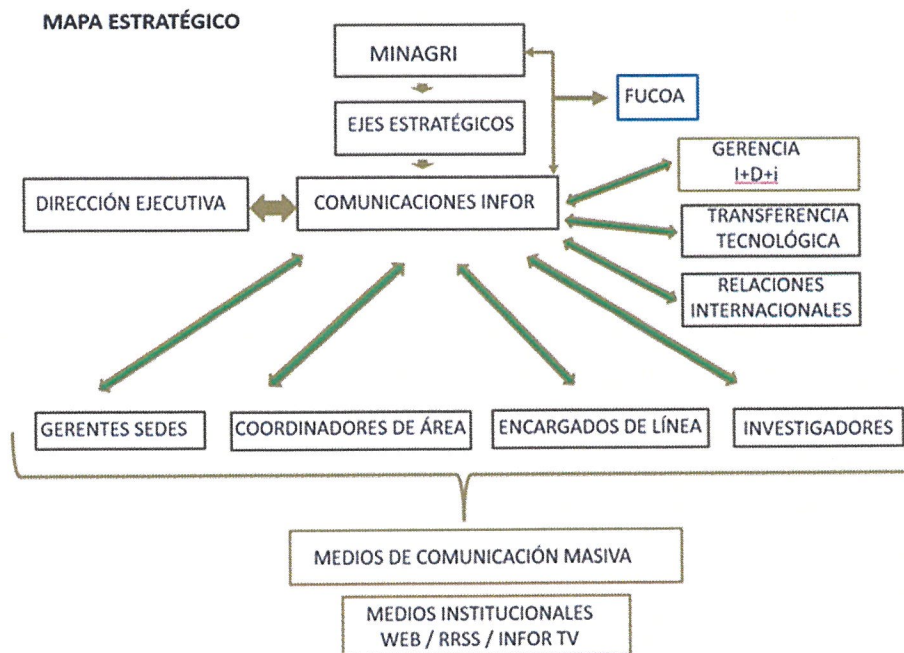 MAPA ESTRATÉGICO
MINAGRI
FUCOA
EJES ESTRATÉGICOS
GERENCIA
I+D+i
DIRECCIÓN EJECUTIVA
COMUNICACIONES INFOR
TRANSFERENCIA
TECNOLÓGICA
RELACIONES
INTERNACIONALES
GERENTES SEDES
COORDINADORES DE ÁREA
ENCARGADOS DE LÍNEA
INVESTIGADORES
MEDIOS DE COMUNICACIÓN MASIVA
MEDIOS INSTITUCIONALES
WEB / RRSS / INFOR TV